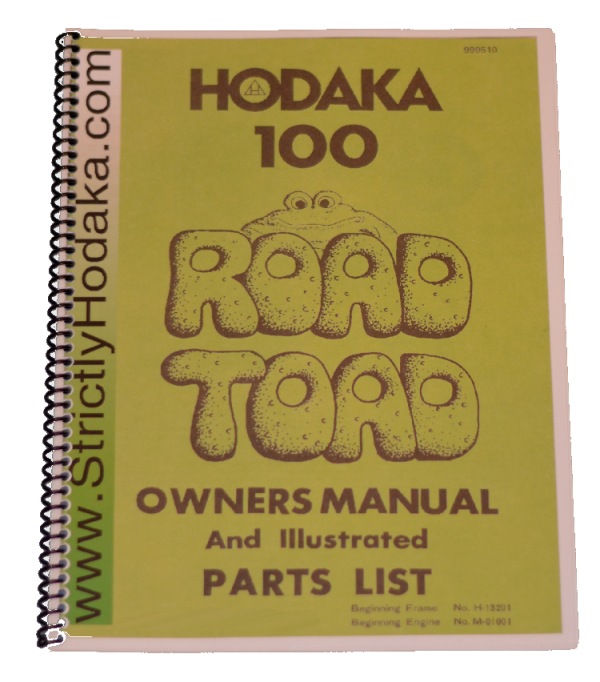 990510
HODAKA
100
ROAD
TOAD
OWNERS MANUAL
And Illustrated
PARTS LIST
Beginning Frame No. H-13201
Beginning Engine No. M-01001
www.StrictlyHodaka.com